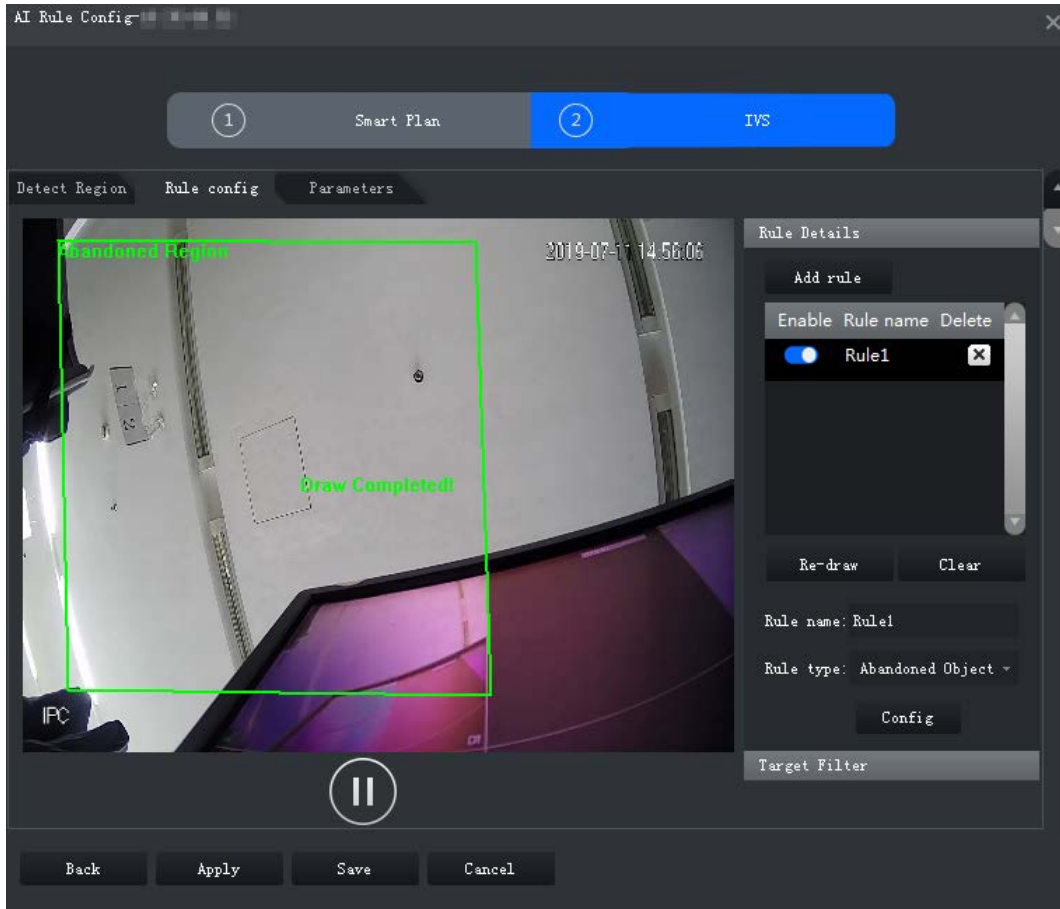 AI Rule Config-
1 Smart Plan 2 IVS
Detect Region Rule config Parameters
Abandoned Region
2019-07-11 14:56:06
1
2
Draw Completed!
IPC
Rule Details
Add rule
Enable Rule name Delete
Rule1
Re-draw Clear
Rule name: Rule1
Rule type: Abandoned Object
Config
Target Filter
Back Apply Save Cancel